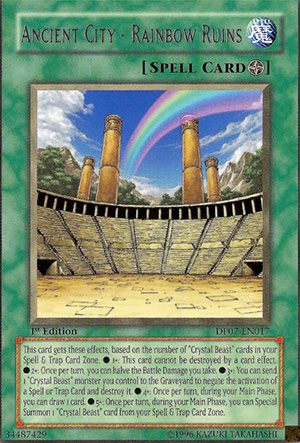 ANCIENT CITY - RAINBOW RUINS
[SPELL CARD]
1st Edition
DP07-EN017
This card gets these effects, based on the number of "Crystal Beast" cards in your
Spell & Trap Card Zone. ● 1+: This card cannot be destroyed by a card effect.
● 2+: Once per turn, you can halve the Battle Damage you take. ● 3+: You can send
1 "Crystal Beast" monster you control to the Graveyard to negate the activation
of a Spell or Trap Card and destroy it. ● 4+: Once per turn, during your Main Phase,
you can draw 1 card. ● 5: Once per turn, during your Main Phase, you can Special
Summon 1 "Crystal Beast" card from your Spell & Trap Card Zone.
34487429
©1996 KAZUKI TAKAHASHI